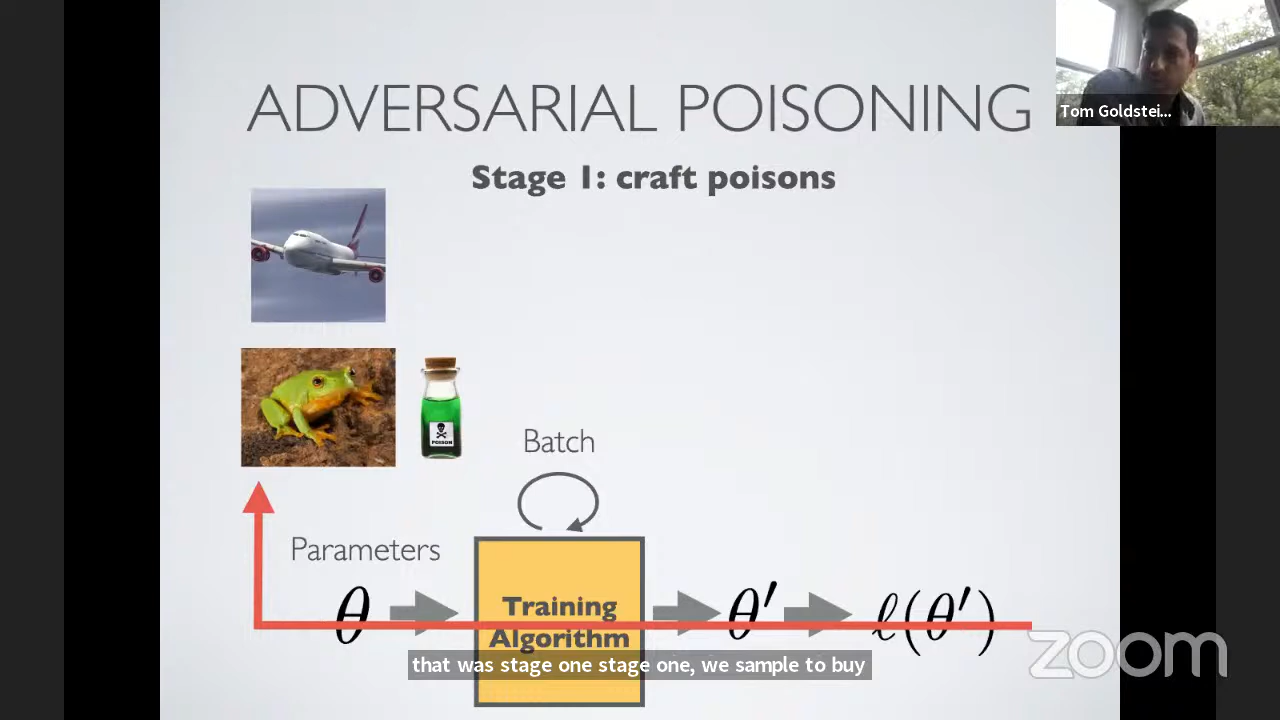 ADVERSARIAL POISONING
Tom Goldstei...
Stage 1: craft poisons
POISON
Batch
Parameters
θ
Training
Algorithm
θ′
ℓ(θ′)
that was stage one stage one, we sample to buy
zoom